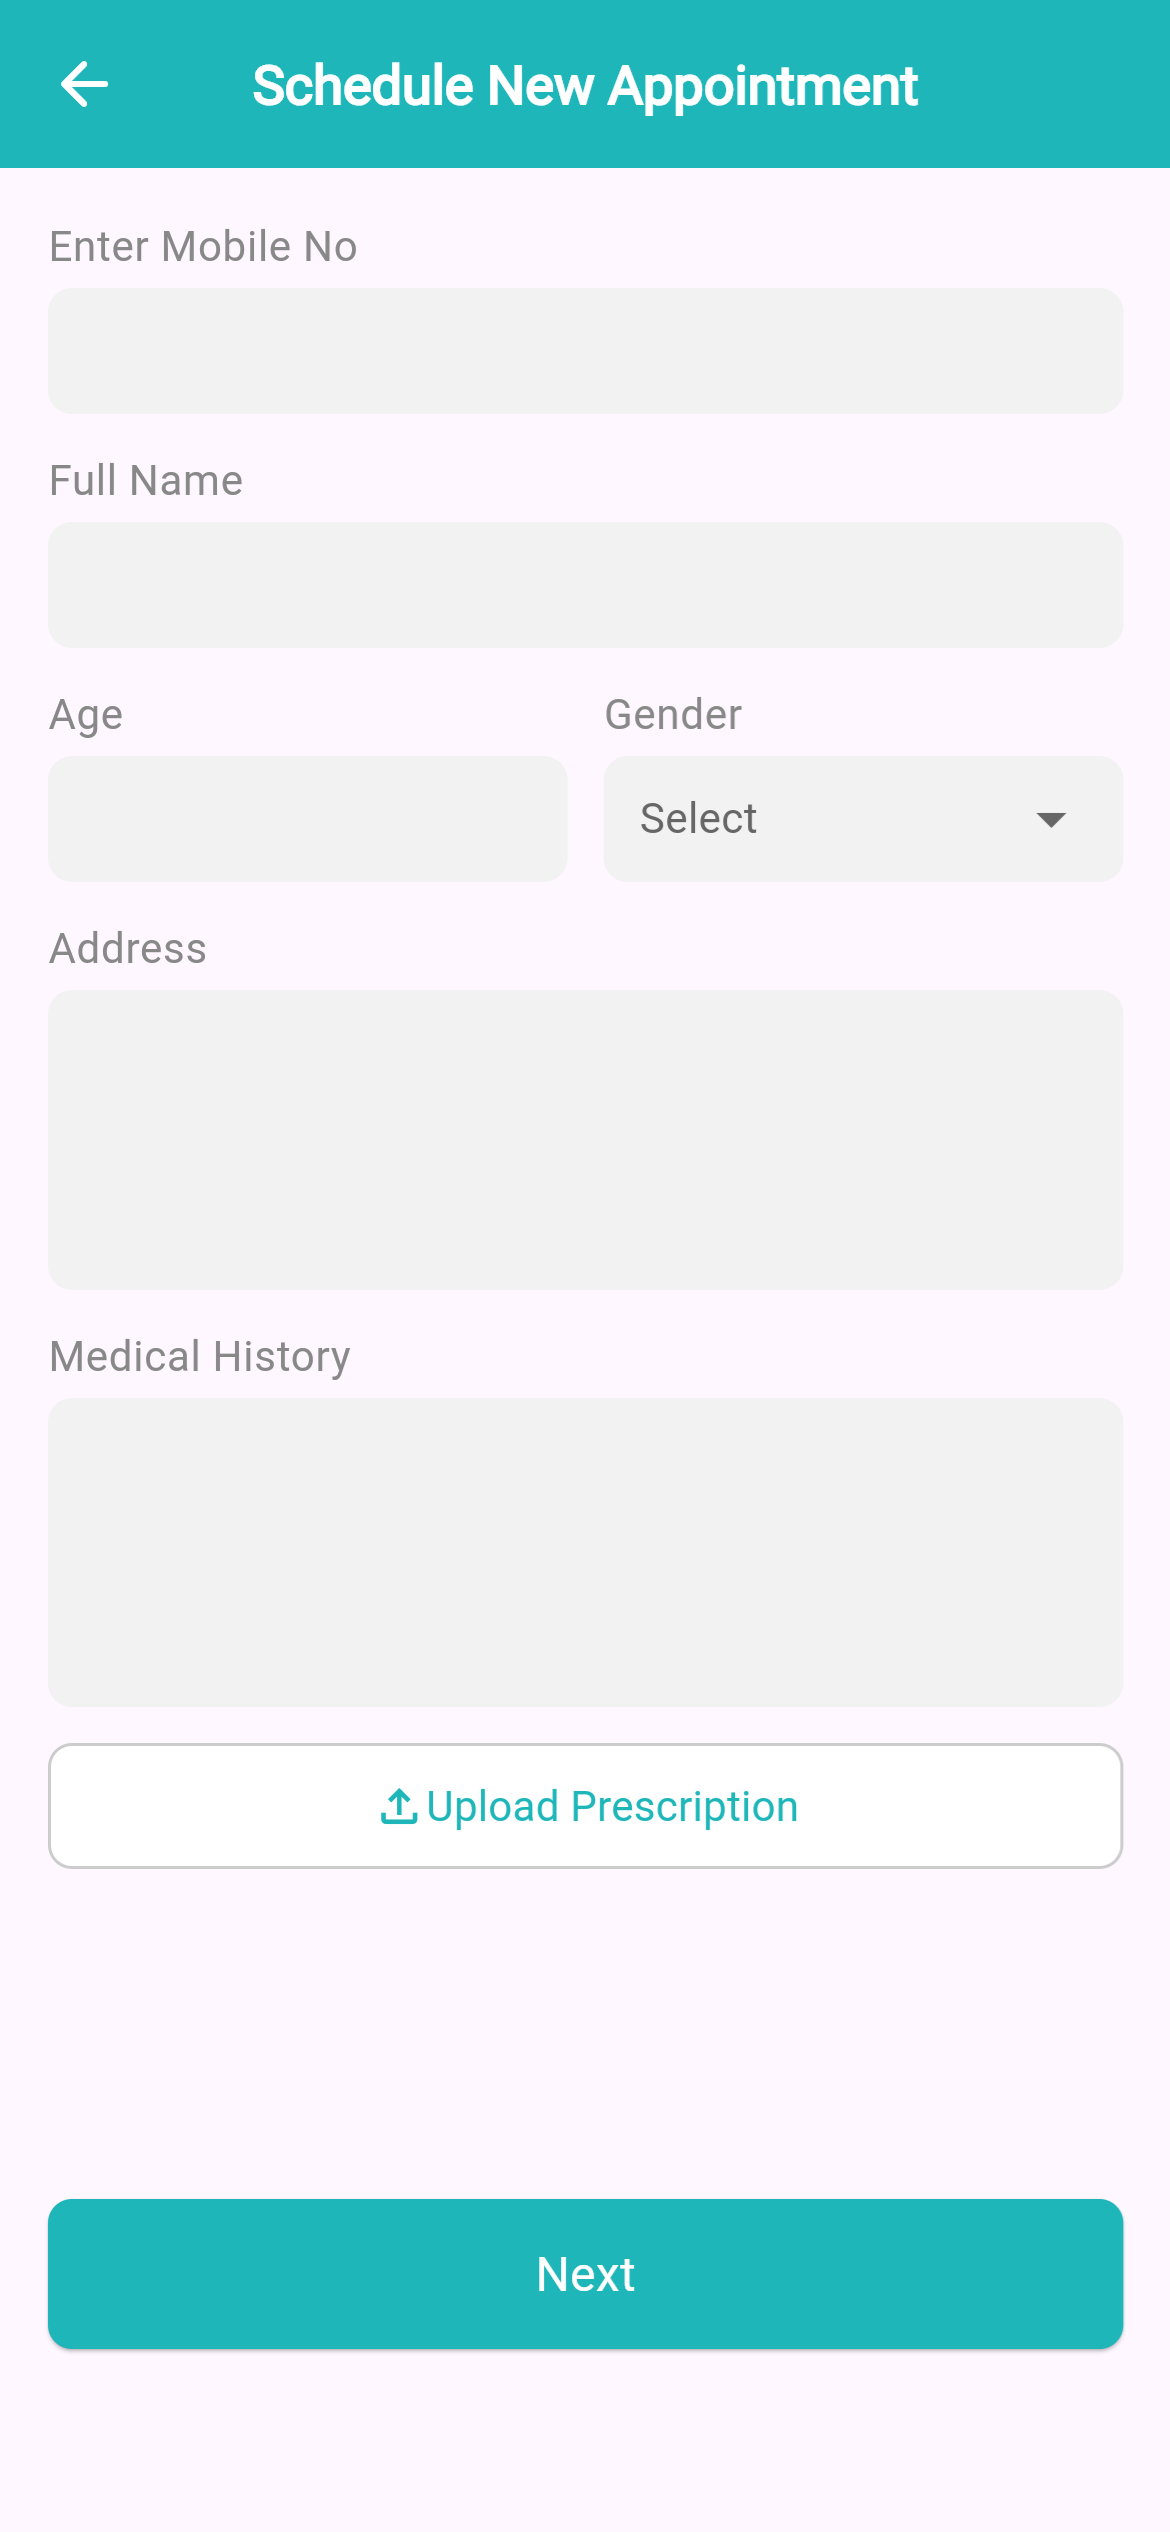 Schedule New Appointment
Enter Mobile No
Full Name
Age
Gender
Select
Address
Medical History
Upload Prescription
Next